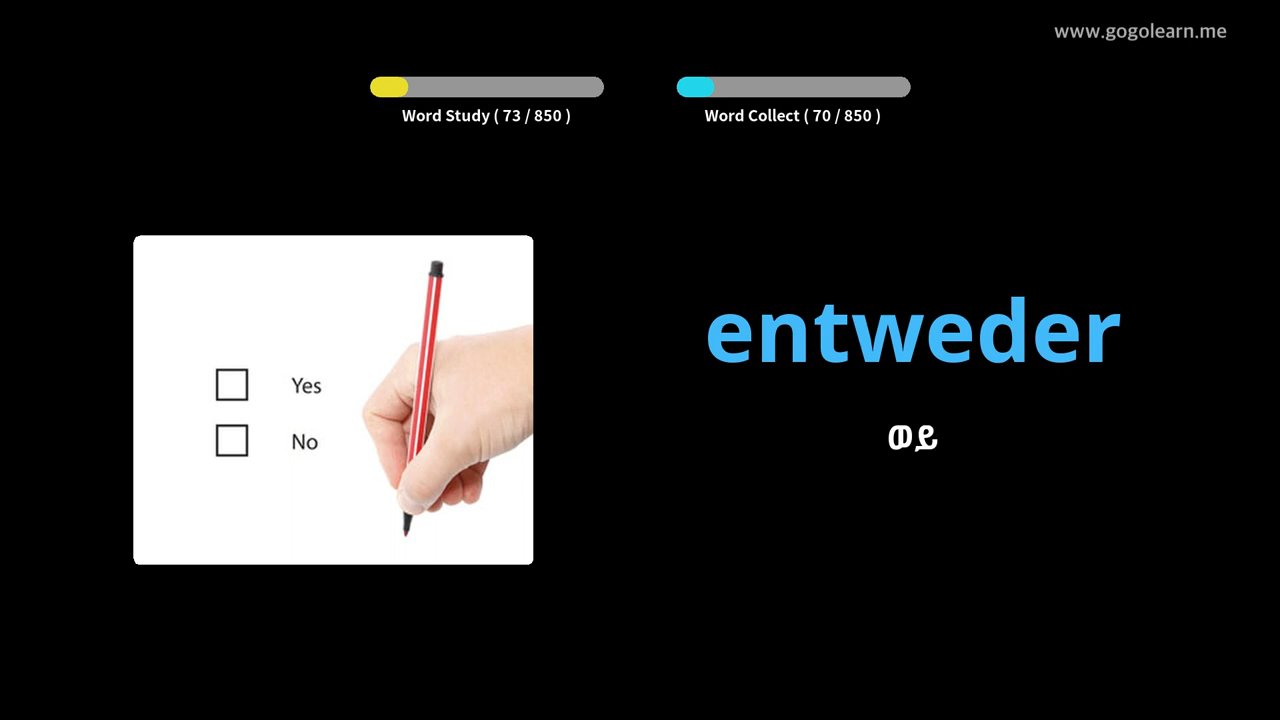 www.gogolearn.me
Word Study ( 73 / 850 )
Word Collect ( 70 / 850 )
Yes
No
entweder
ወይ